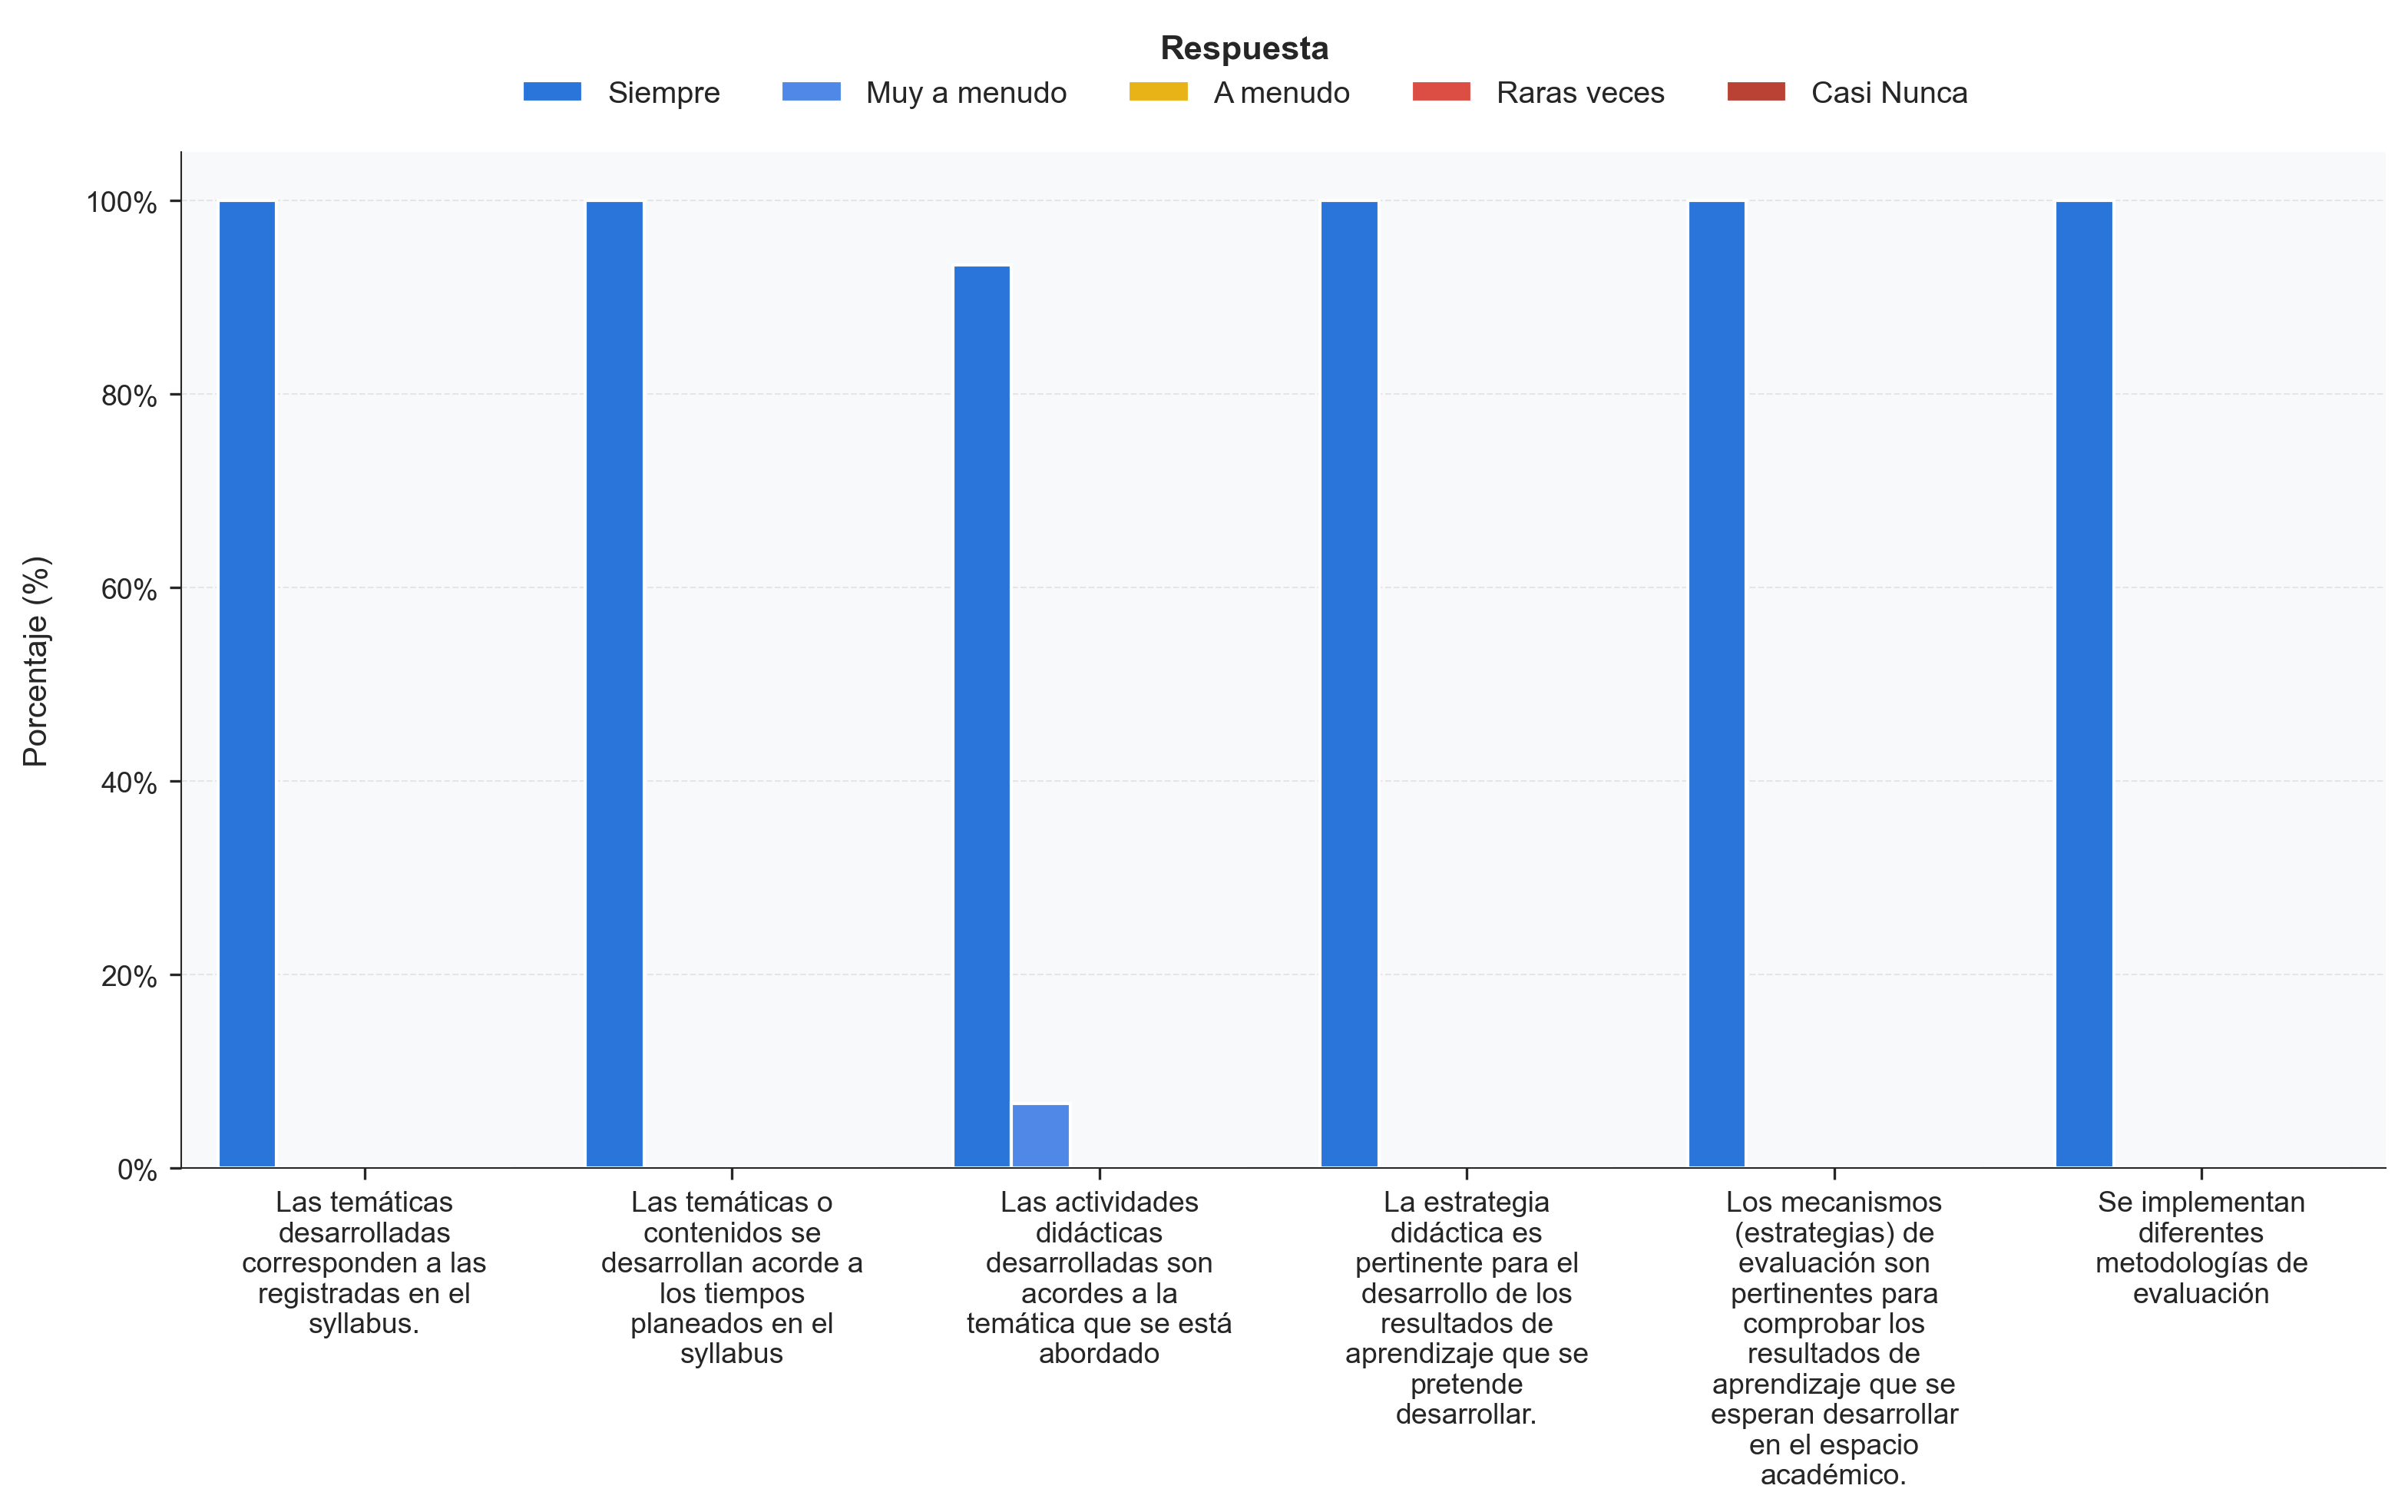 Respuesta
Siempre
Muy a menudo
A menudo
Raras veces
Casi Nunca
Porcentaje (%)
100%
80%
60%
40%
20%
0%
Las temáticas
desarrolladas
corresponden a las
registradas en el
syllabus.
Las temáticas o
contenidos se
desarrollan acorde a
los tiempos
planeados en el
syllabus
Las actividades
didácticas
desarrolladas son
acordes a la
temática que se está
abordado
La estrategia
didáctica es
pertinente para el
desarrollo de los
resultados de
aprendizaje que se
pretende
desarrollar.
Los mecanismos
(estrategias) de
evaluación son
pertinentes para
comprobar los
resultados de
aprendizaje que se
esperan desarrollar
en el espacio
académico.
Se implementan
diferentes
metodologías de
evaluación